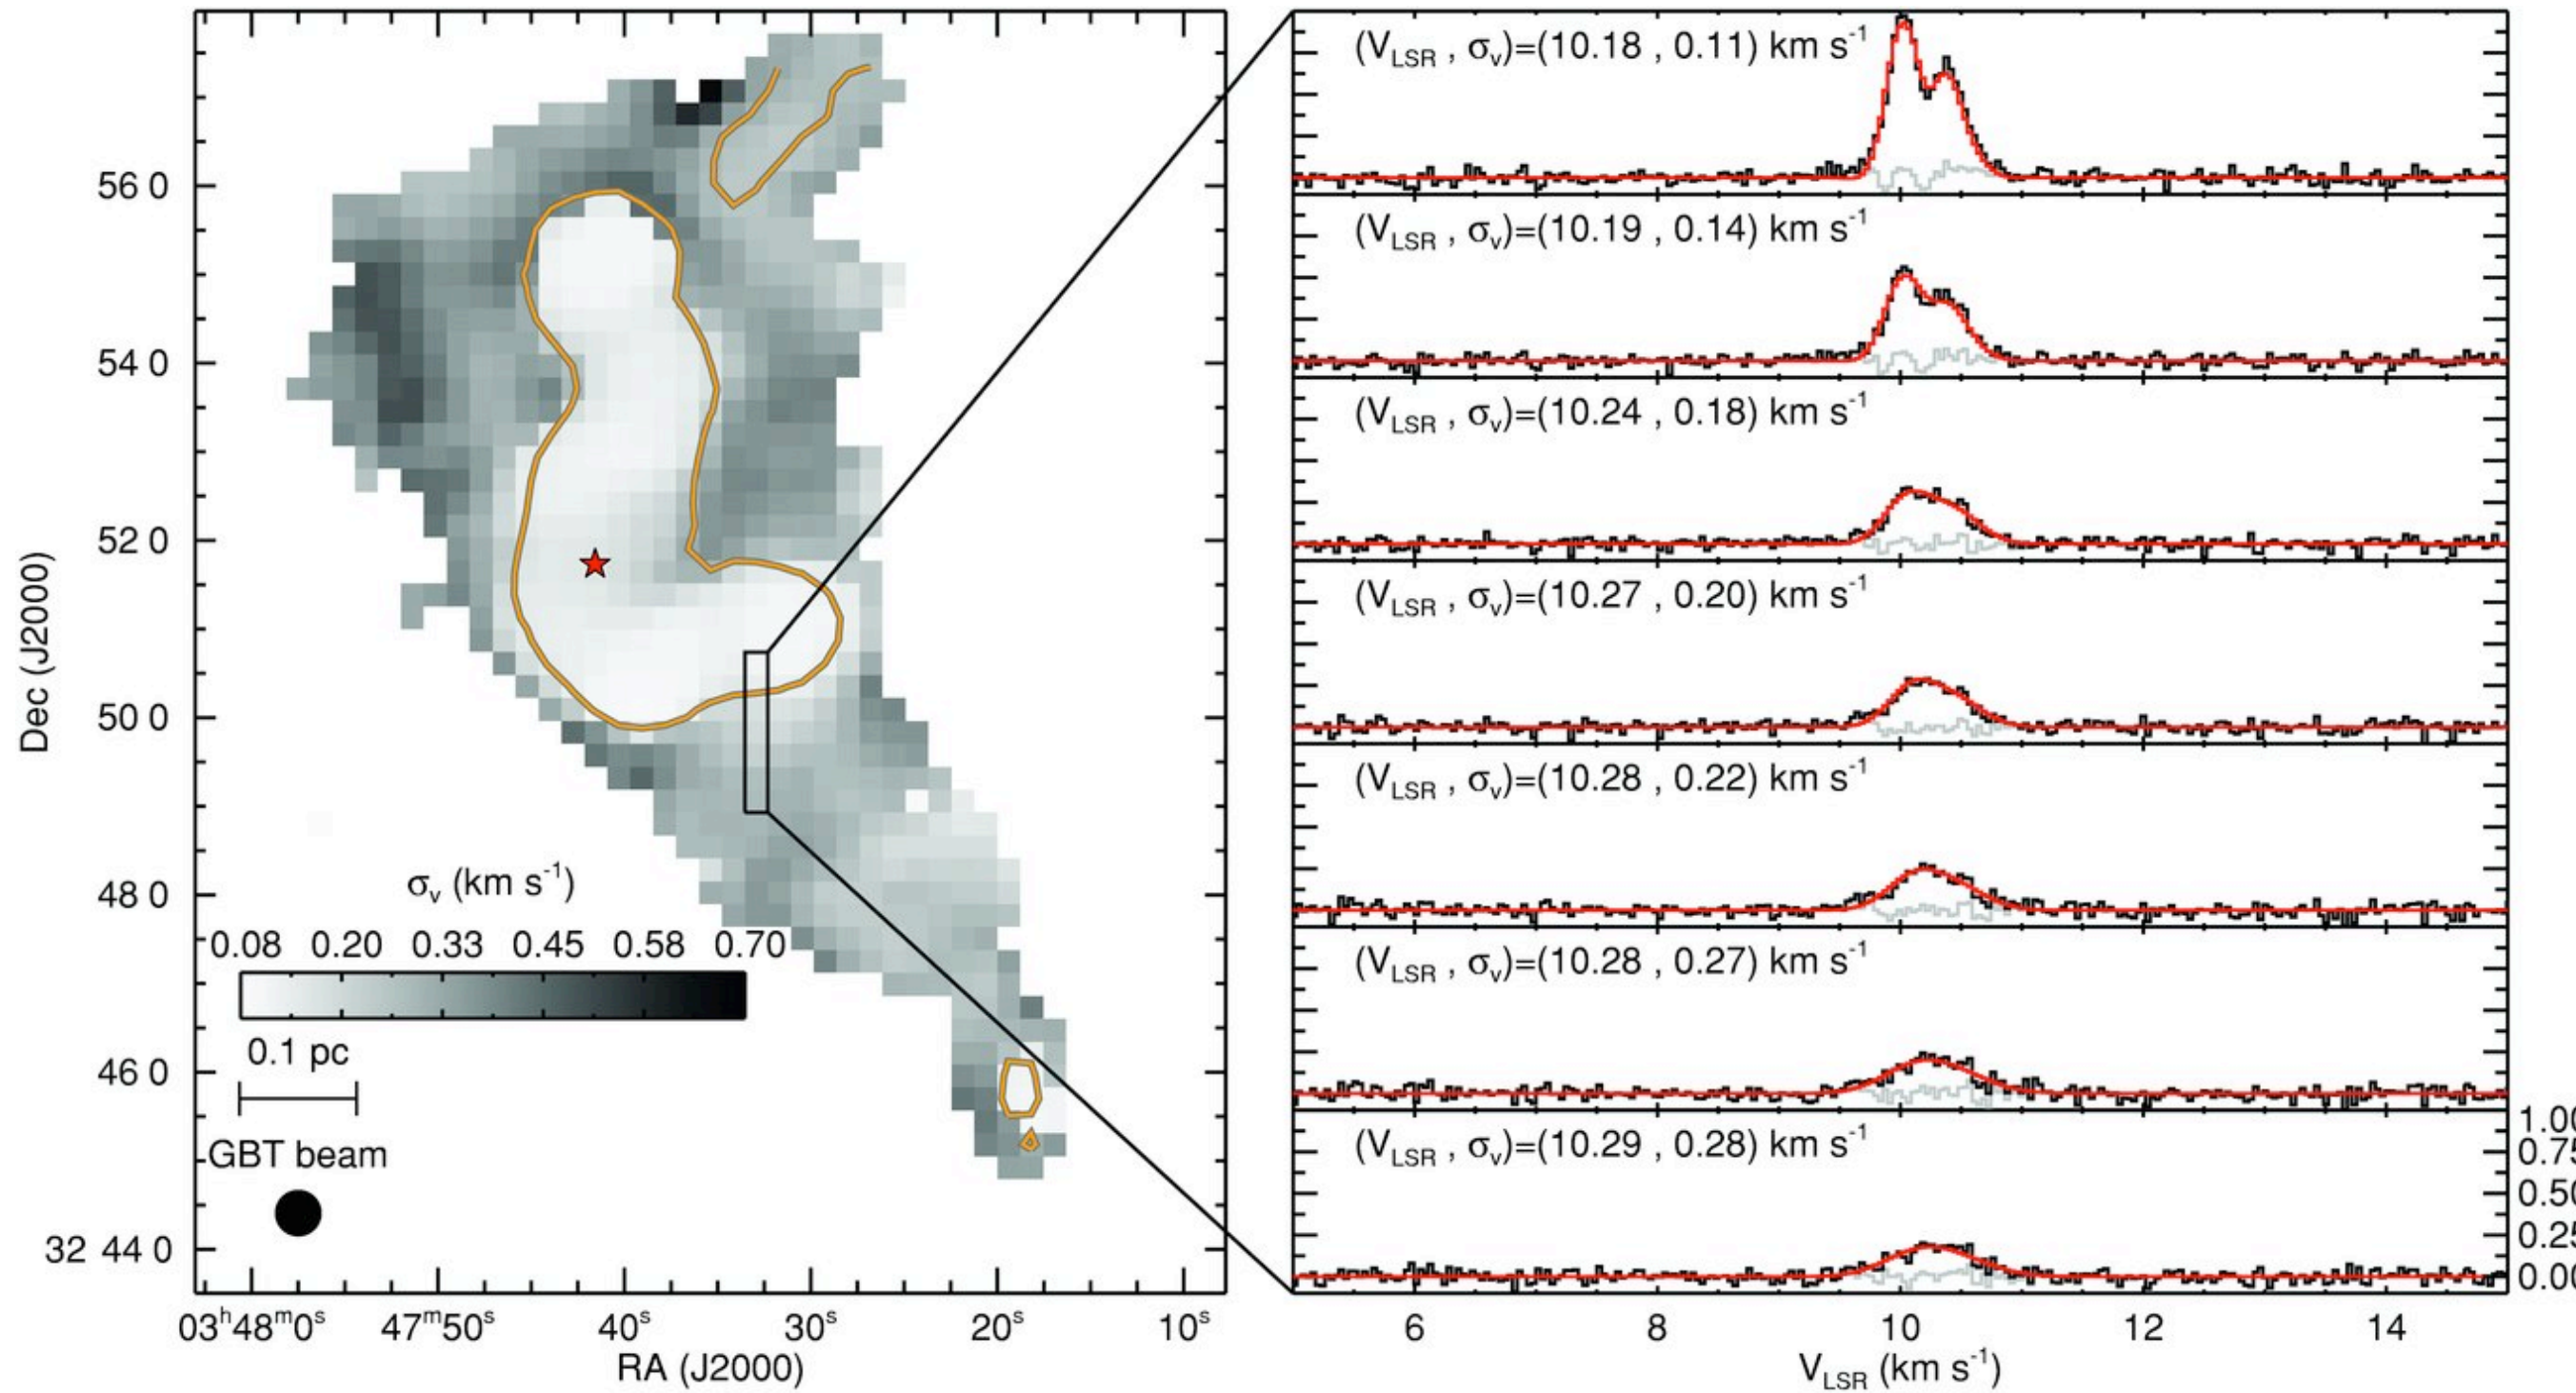 56 0
54 0
52 0
50 0
48 0
46 0
32 44 0
Dec (J2000)
σv (km s-1)
0.08 0.20 0.33 0.45 0.58 0.70
0.1 pc
GBT beam
03h48m0s 47m50s 40s 30s 20s 10s
RA (J2000)
(VLSR , σv)=(10.18 , 0.11) km s-1
(VLSR , σv)=(10.19 , 0.14) km s-1
(VLSR , σv)=(10.24 , 0.18) km s-1
(VLSR , σv)=(10.27 , 0.20) km s-1
(VLSR , σv)=(10.28 , 0.22) km s-1
(VLSR , σv)=(10.28 , 0.27) km s-1
(VLSR , σv)=(10.29 , 0.28) km s-1
6 8 10 12 14
VLSR (km s-1)